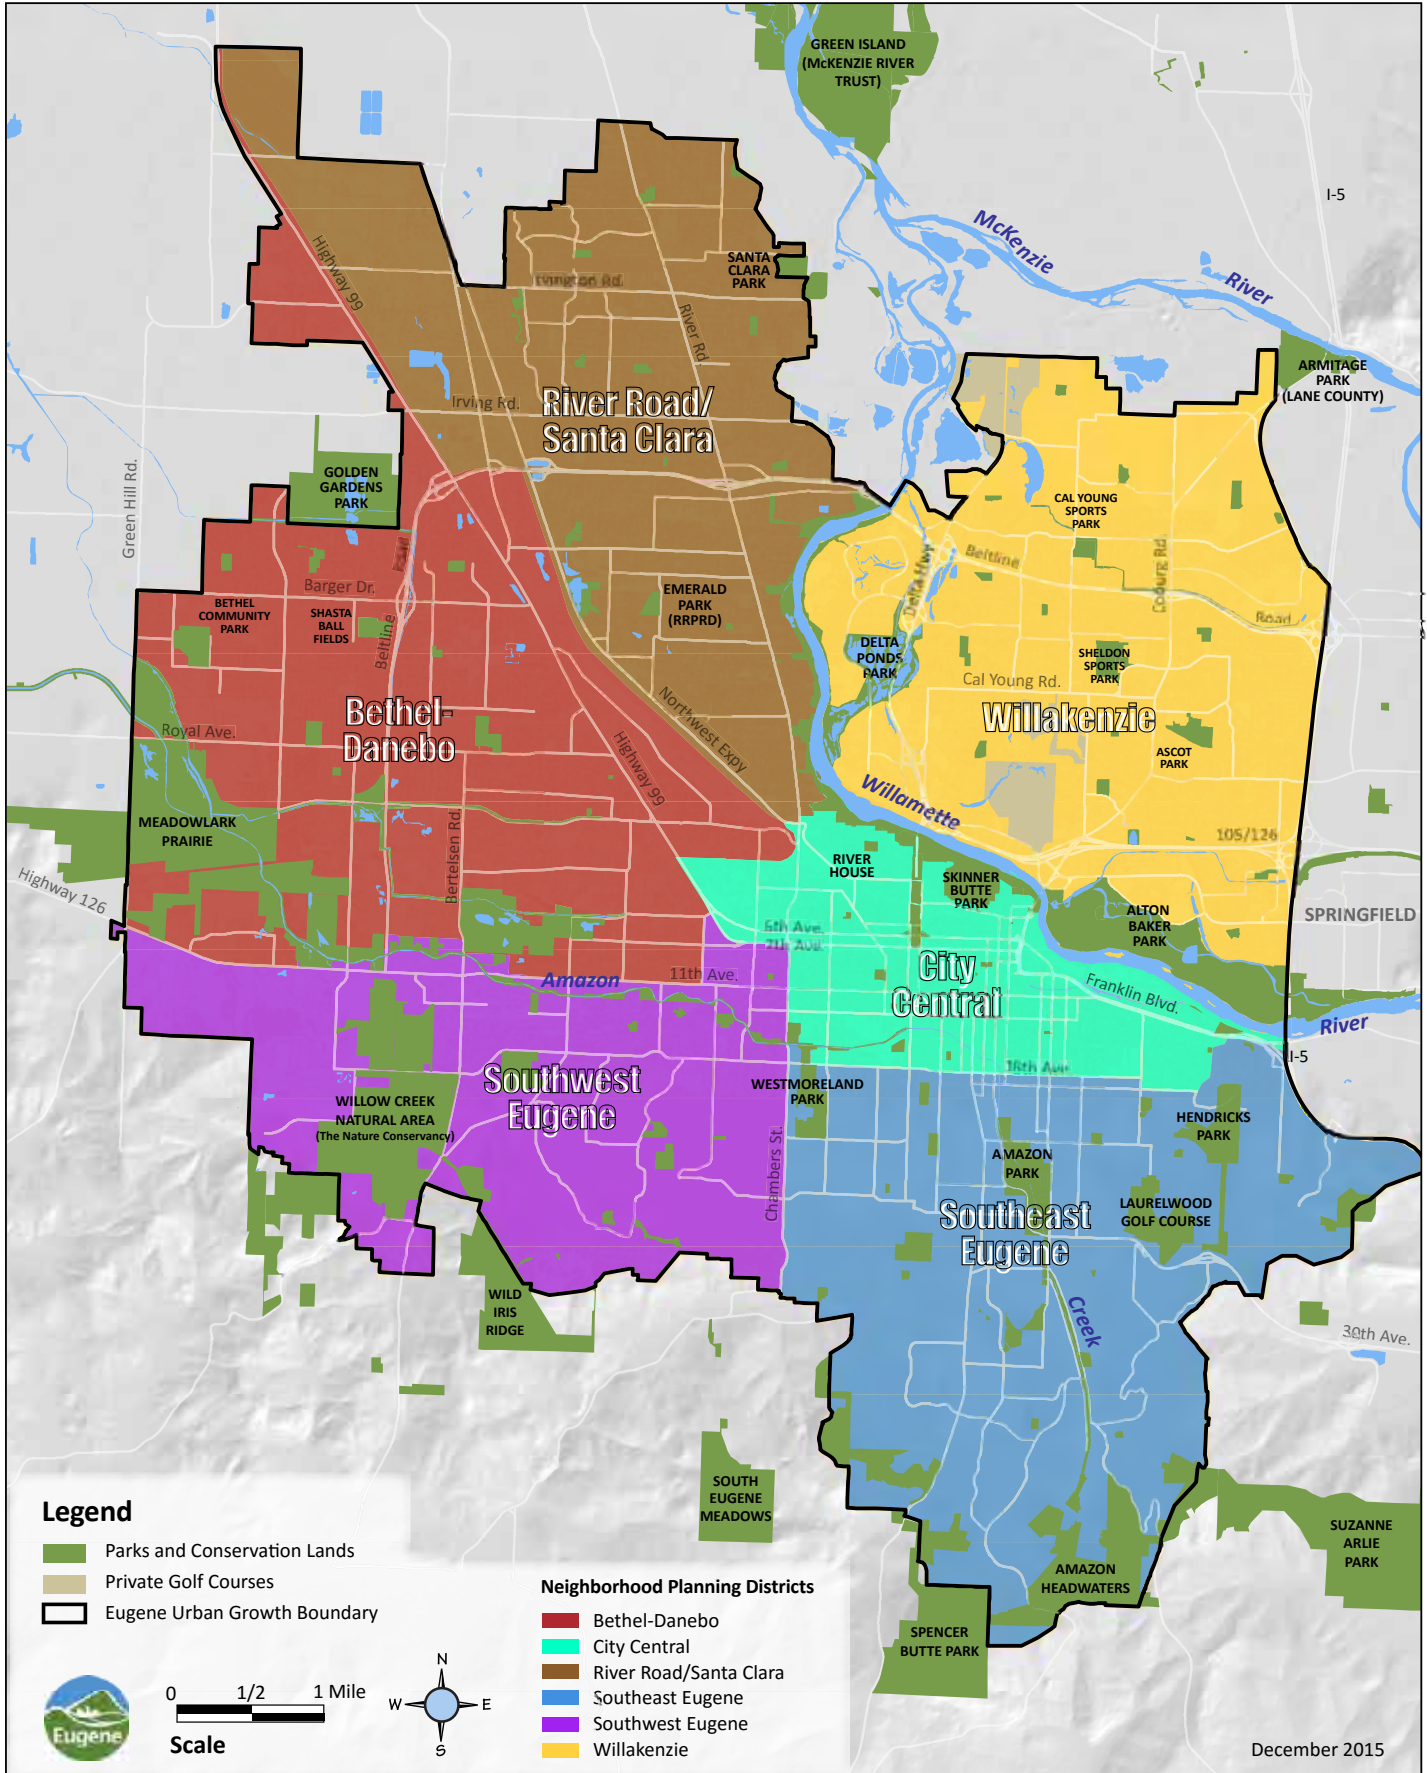 GREEN ISLAND
(McKENZIE RIVER
TRUST)
I-5
McKenzie
River
Highway 99
SANTA
CLARA
PARK
Irvington Rd.
River Rd.
ARMITAGE
PARK
(LANE COUNTY)
Irving Rd.
River Road/
Santa Clara
Green Hill Rd.
GOLDEN
GARDENS
PARK
CAL YOUNG
SPORTS
PARK
Beltline
Coburg Rd.
Delta Hwy
Road
Barger Dr.
BETHEL
COMMUNITY
PARK
SHASTA
BALL
FIELDS
Beltline
EMERALD
PARK
(RRPRD)
DELTA
PONDS
PARK
SHELDON
SPORTS
PARK
Cal Young Rd.
Bethel-
Danebo
Royal Ave.
Northwest Expy
Highway 99
Willakenzie
ASCOT
PARK
Willamette
MEADOWLARK
PRAIRIE
Bertelsen Rd.
105/126
Highway 126
RIVER
HOUSE
SKINNER
BUTTE
PARK
ALTON
BAKER
PARK
SPRINGFIELD
6th Ave.
7th Ave.
City
Central
Amazon
11th Ave.
Franklin Blvd.
River
I-5
18th Ave.
Southwest
Eugene
WESTMORELAND
PARK
WILLOW CREEK
NATURAL AREA
(The Nature Conservancy)
HENDRICKS
PARK
Chambers St.
AMAZON
PARK
LAURELWOOD
GOLF COURSE
Southeast
Eugene
WILD
IRIS
RIDGE
Creek
30th Ave.
SOUTH
EUGENE
MEADOWS
SUZANNE
ARLIE
PARK
AMAZON
HEADWATERS
SPENCER
BUTTE PARK
Legend
Parks and Conservation Lands
Private Golf Courses
Eugene Urban Growth Boundary
Neighborhood Planning Districts
Bethel-Danebo
City Central
River Road/Santa Clara
Southeast Eugene
Southwest Eugene
Willakenzie
Eugene
0 1/2 1 Mile
Scale
N
W E
S
December 2015